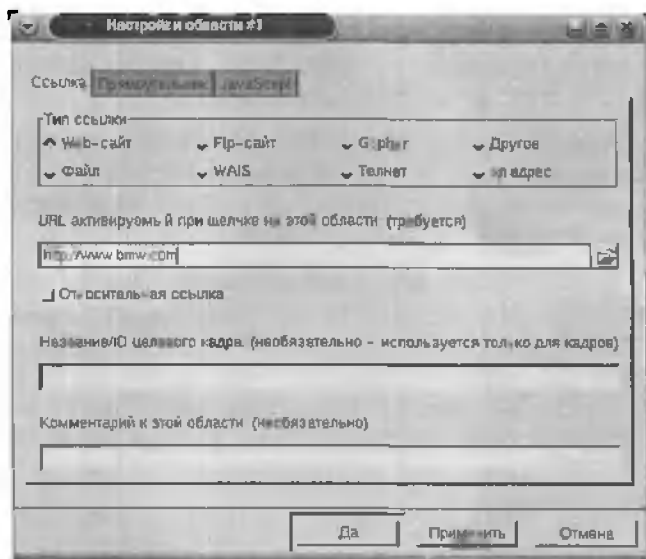 Настройки области #1
Ссылка Прямоугольник JavaScript
Тип ссылки
Web-сайт Ftp-сайт Gopher Другое
Файл WAIS Телнет эл адрес
URL активируемый при щелчке на этой области: (требуется)
http://www.bmw.com
Относительная ссылка
Название/ID целевого кадра: (необязательно - используется только для кадров)
Комментарий к этой области: (необязательно)
Да Применить Отмена